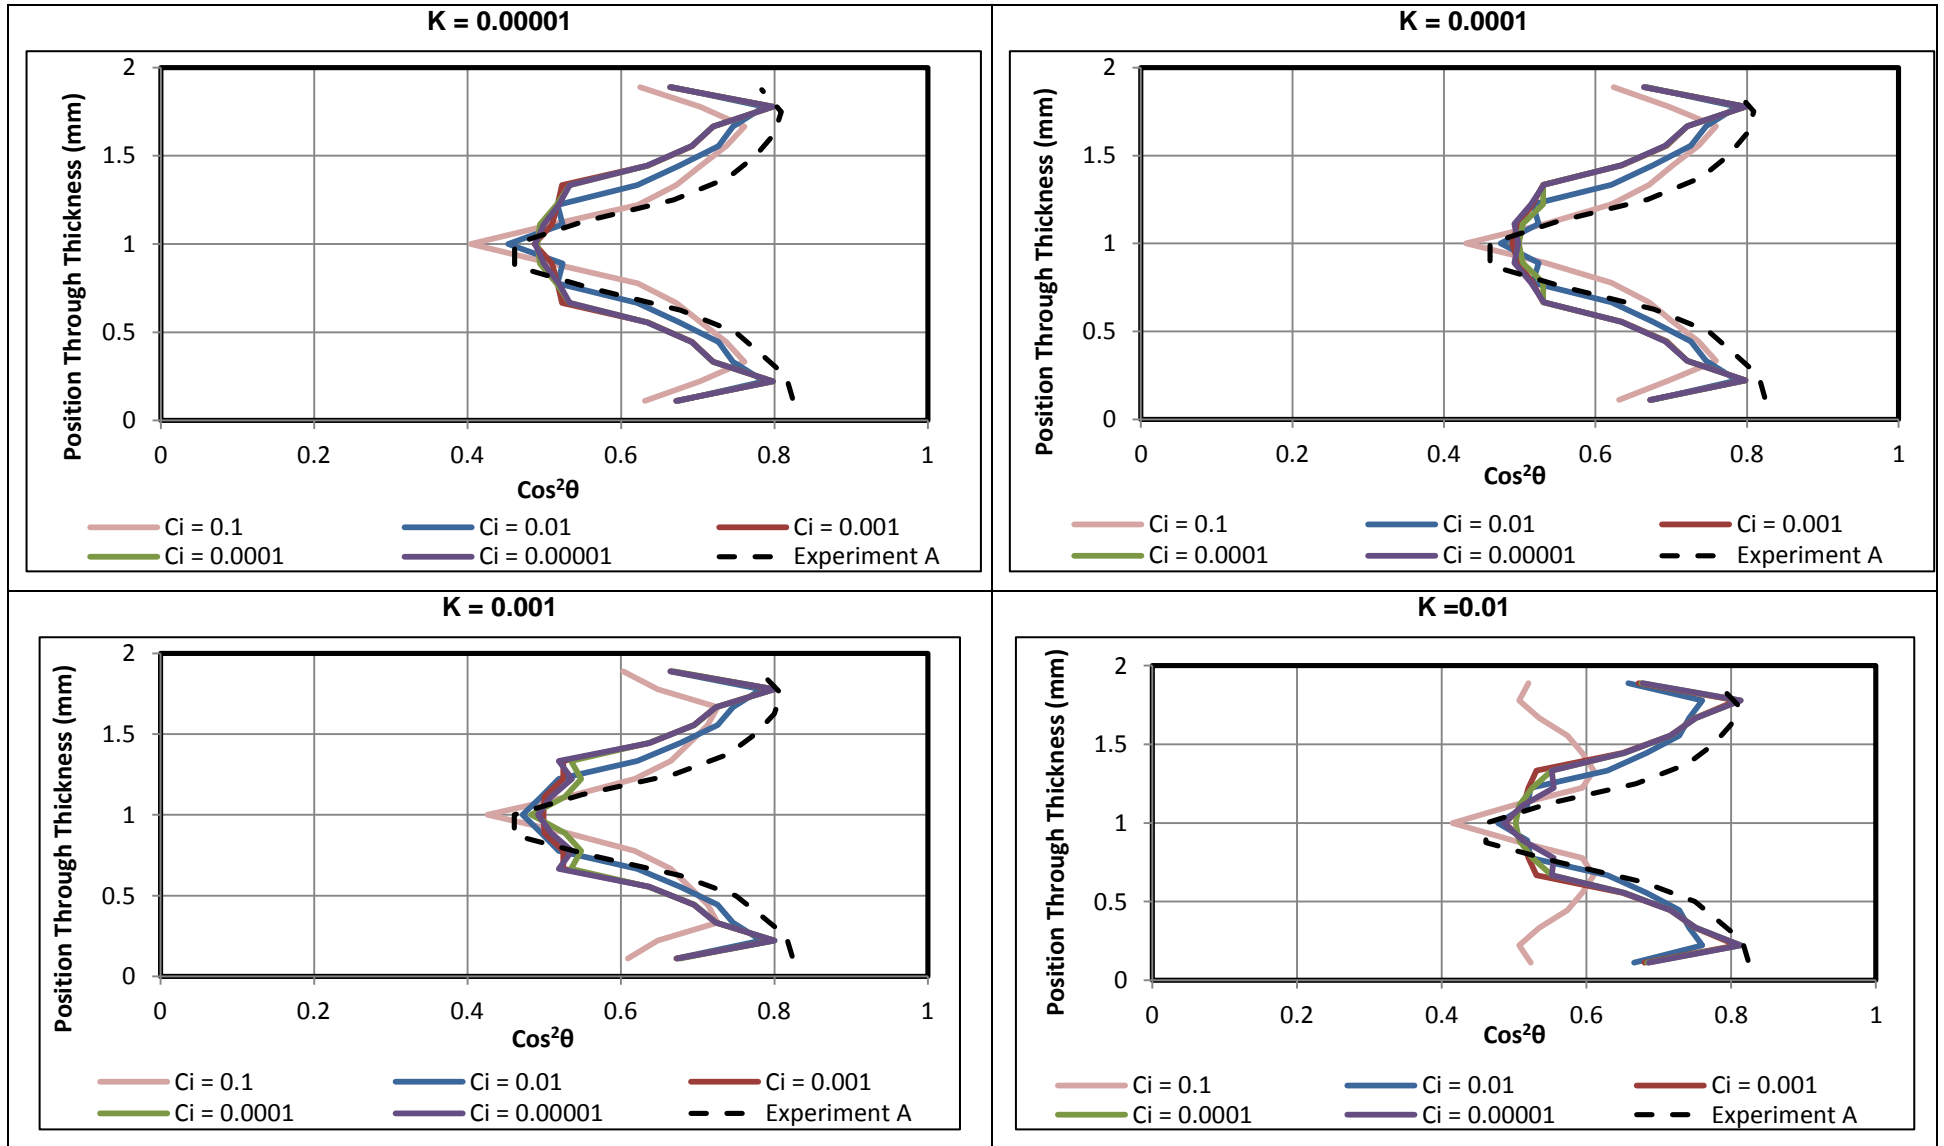 K = 0.00001
Position Through Thickness (mm)
2
1.5
1
0.5
0
0 0.2 0.4 0.6 0.8 1
Cos²θ
Ci = 0.1 Ci = 0.01 Ci = 0.001
Ci = 0.0001 Ci = 0.00001 Experiment A
K = 0.0001
Position Through Thickness (mm)
2
1.5
1
0.5
0
0 0.2 0.4 0.6 0.8 1
Cos²θ
Ci = 0.1 Ci = 0.01 Ci = 0.001
Ci = 0.0001 Ci = 0.00001 Experiment A
K = 0.001
Position Through Thickness (mm)
2
1.5
1
0.5
0
0 0.2 0.4 0.6 0.8 1
Cos²θ
Ci = 0.1 Ci = 0.01 Ci = 0.001
Ci = 0.0001 Ci = 0.00001 Experiment A
K =0.01
Position Through Thickness (mm)
2
1.5
1
0.5
0
0 0.2 0.4 0.6 0.8 1
Cos²θ
Ci = 0.1 Ci = 0.01 Ci = 0.001
Ci = 0.0001 Ci = 0.00001 Experiment A